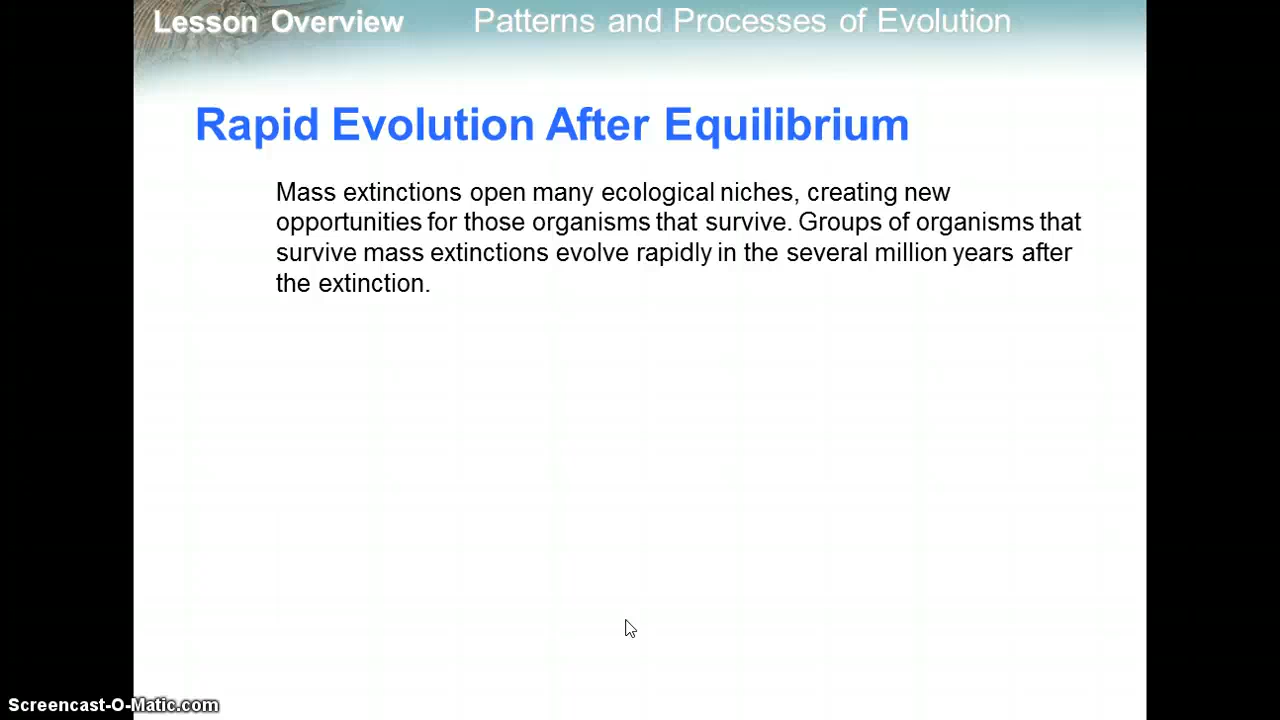 Lesson Overview Patterns and Processes of Evolution
Rapid Evolution After Equilibrium
Mass extinctions open many ecological niches, creating new
opportunities for those organisms that survive. Groups of organisms that
survive mass extinctions evolve rapidly in the several million years after
the extinction.
Screencast-O-Matic.com